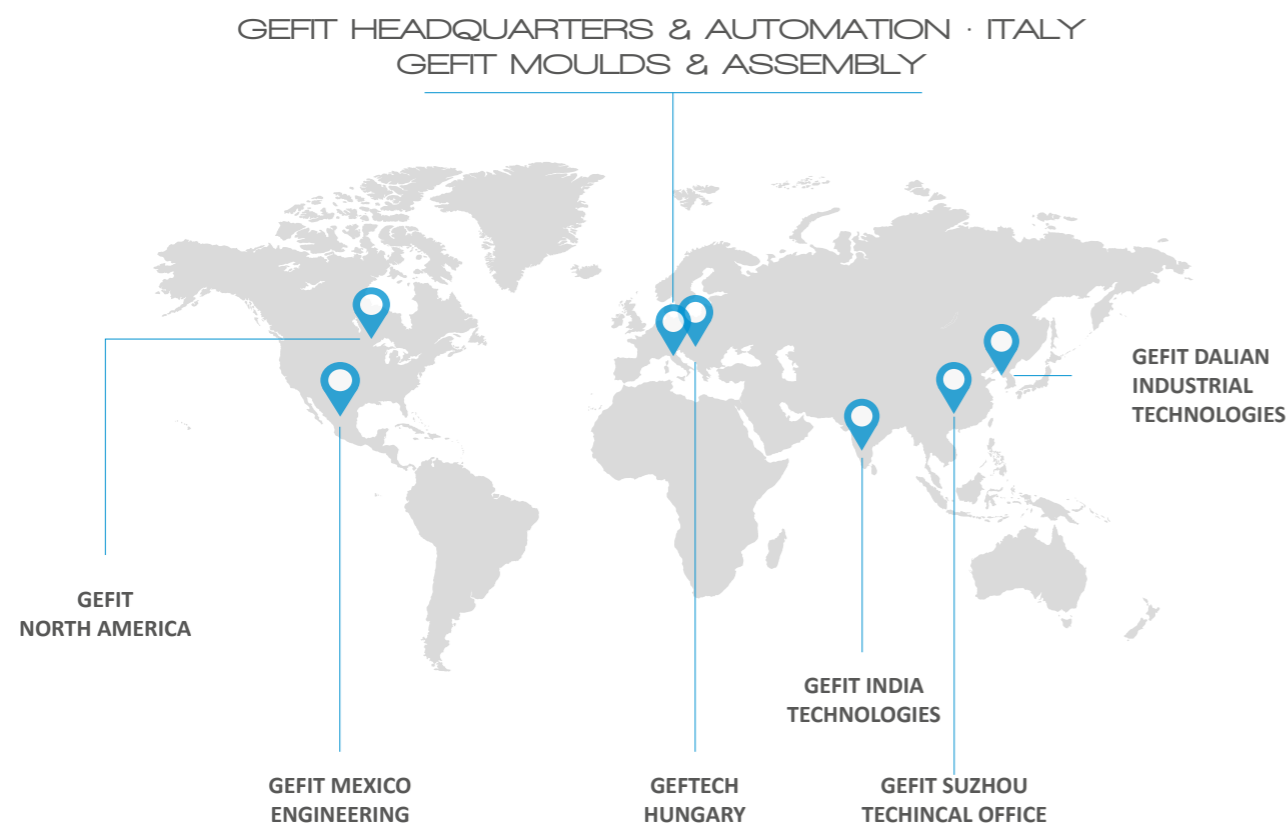 GEFIT HEADQUARTERS & AUTOMATION · ITALY
GEFIT MOULDS & ASSEMBLY
GEFIT DALIAN
INDUSTRIAL
TECHNOLOGIES
GEFIT
NORTH AMERICA
GEFIT INDIA
TECHNOLOGIES
GEFIT MEXICO
ENGINEERING
GEFTECH
HUNGARY
GEFIT SUZHOU
TECHINCAL OFFICE